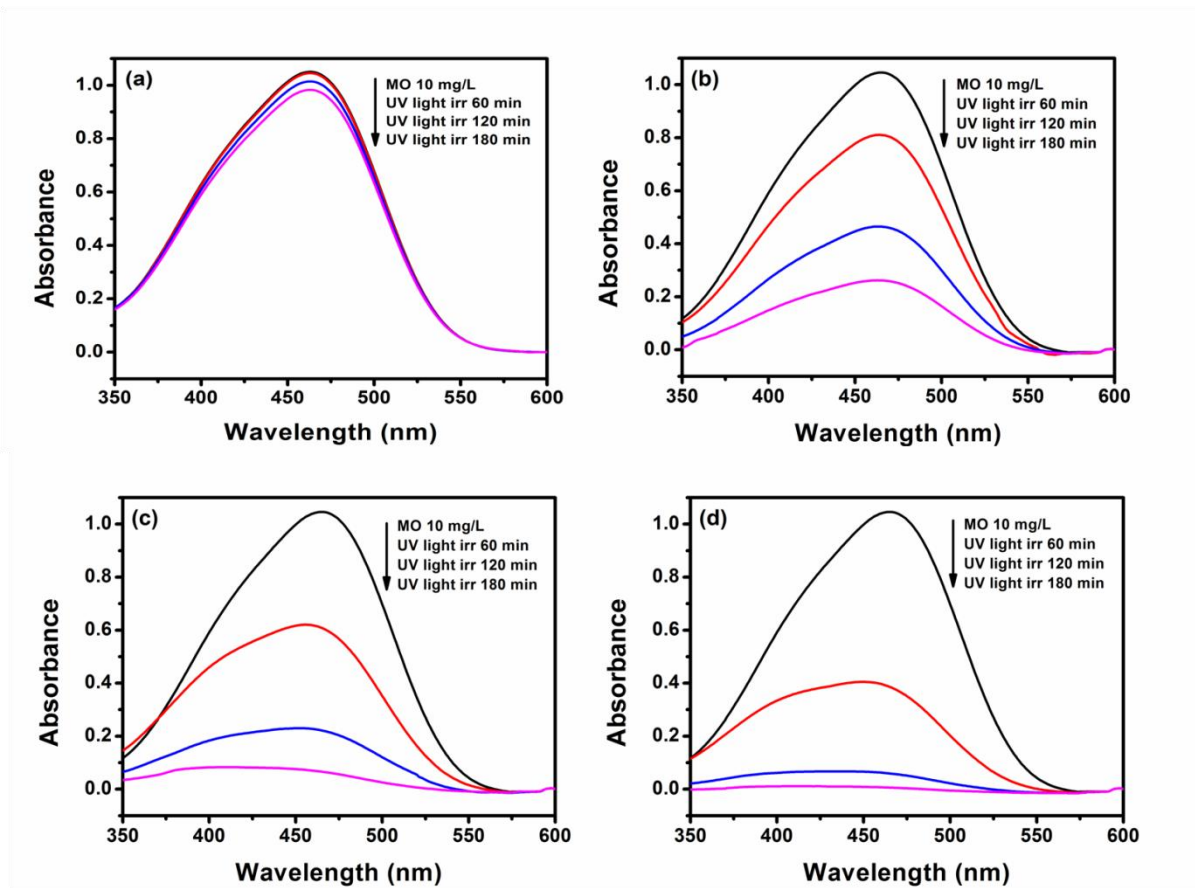 (a)
MO 10 mg/L
UV light irr 60 min
UV light irr 120 min
UV light irr 180 min
Absorbance
1.0
0.8
0.6
0.4
0.2
0.0
350 400 450 500 550 600
Wavelength (nm)
(b)
MO 10 mg/L
UV light irr 60 min
UV light irr 120 min
UV light irr 180 min
Absorbance
1.0
0.8
0.6
0.4
0.2
0.0
350 400 450 500 550 600
Wavelength (nm)
(c)
MO 10 mg/L
UV light irr 60 min
UV light irr 120 min
UV light irr 180 min
Absorbance
1.0
0.8
0.6
0.4
0.2
0.0
350 400 450 500 550 600
Wavelength (nm)
(d)
MO 10 mg/L
UV light irr 60 min
UV light irr 120 min
UV light irr 180 min
Absorbance
1.0
0.8
0.6
0.4
0.2
0.0
350 400 450 500 550 600
Wavelength (nm)